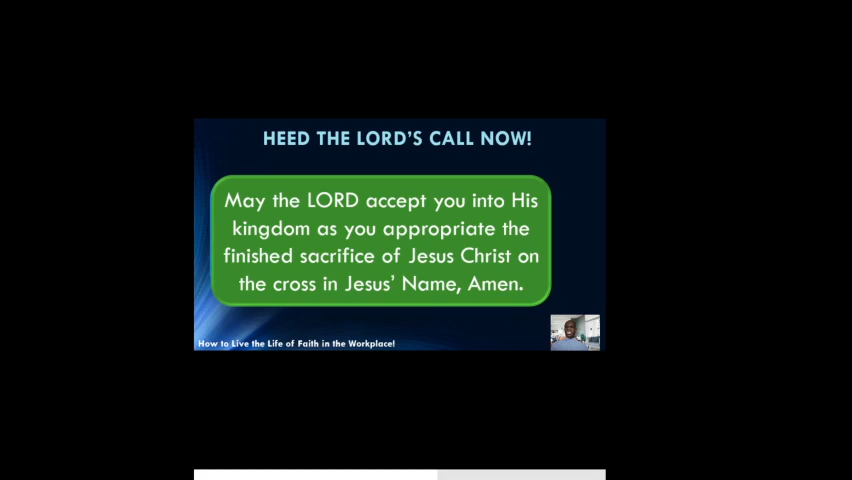 HEED THE LORD'S CALL NOW!
May the LORD accept you into His
kingdom as you appropriate the
finished sacrifice of Jesus Christ on
the cross in Jesus' Name, Amen.
How to Live the Life of Faith in the Workplace!